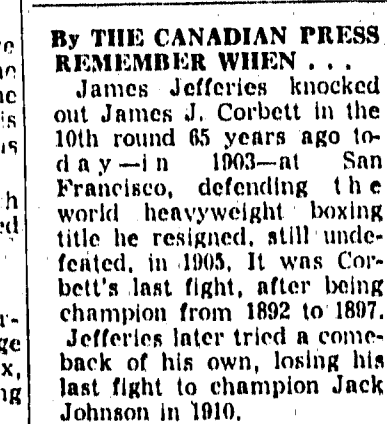 By THE CANADIAN PRESS
REMEMBER WHEN . . .
James Jefferies knocked
out James J. Corbett in the
10th round 65 years ago to-
day—in 1903—at San
Francisco, defending the
world heavyweight boxing
title he resigned, still unde-
feated, in 1905. It was Cor-
bett's last fight, after being
champion from 1892 to 1897.
Jefferies later tried a come-
back of his own, losing his
last fight to champion Jack
Johnson in 1910.